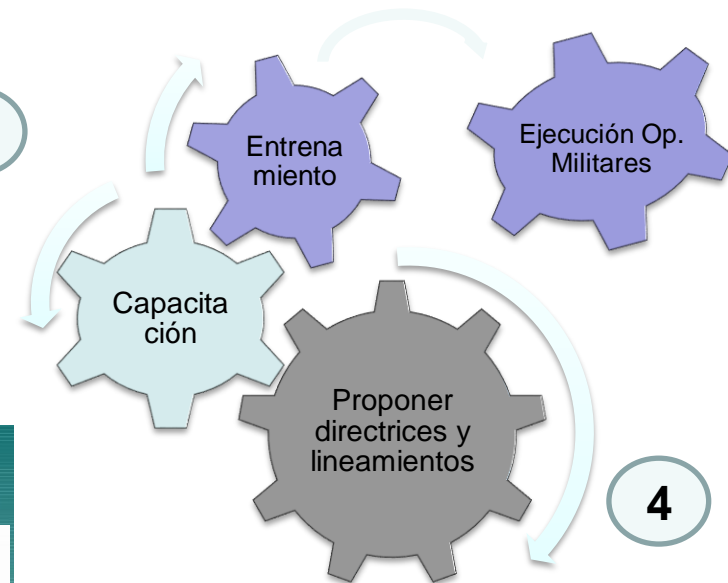 Entrena
miento
Ejecución Op.
Militares
Capacita
ción
Proponer
directrices y
lineamientos
4